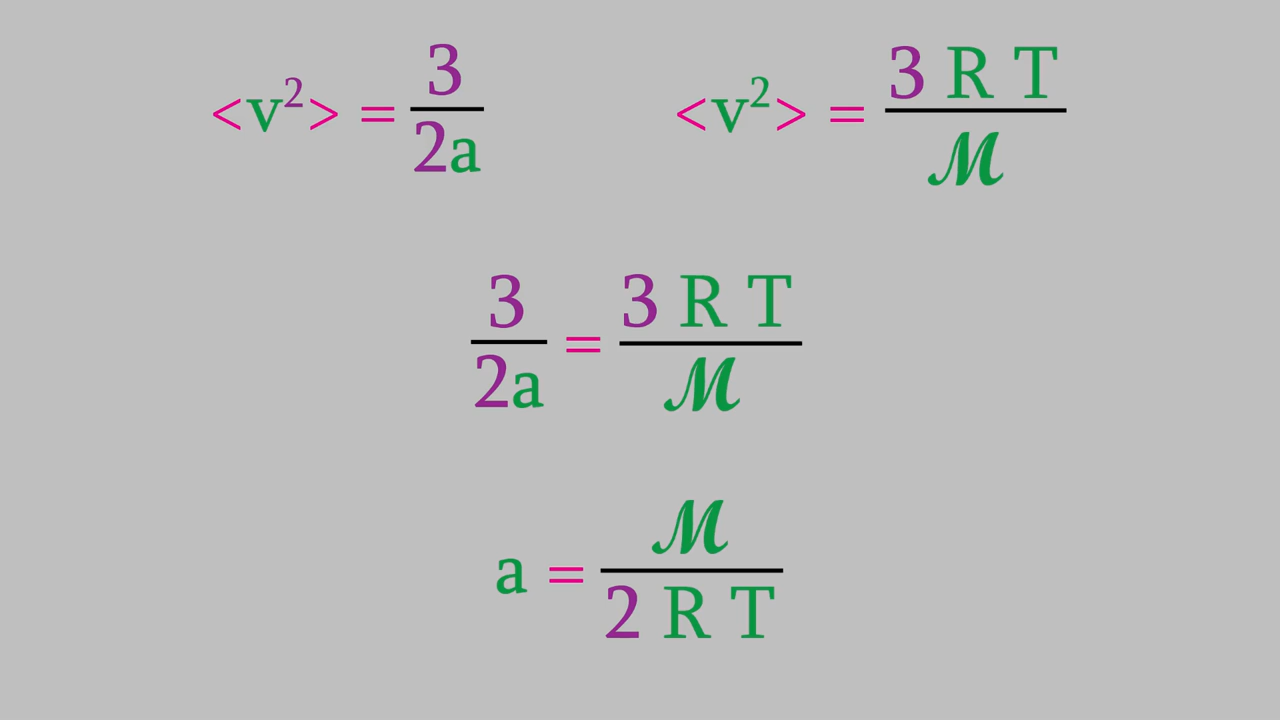 <v²> = 3/2a <v²> = 3 R T/ℳ
3/2a = 3 R T/ℳ
a = ℳ/2 R T